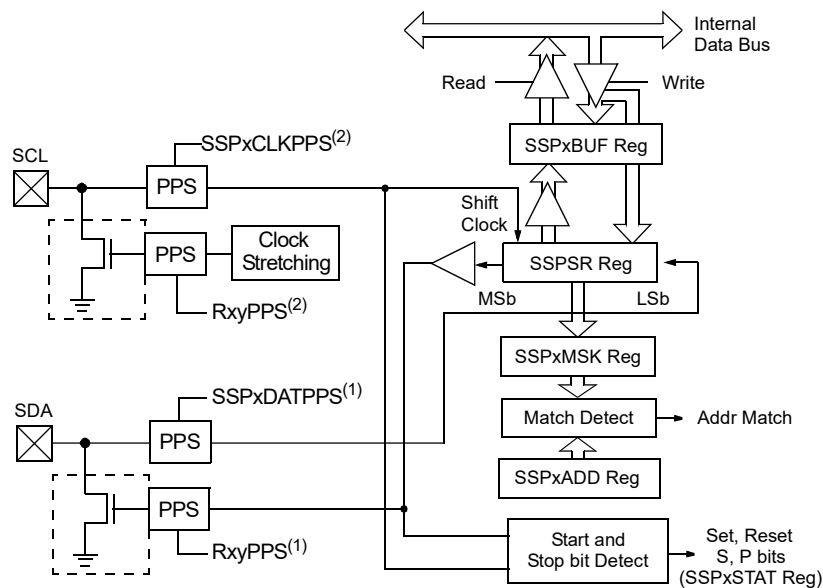 Internal
Data Bus
Read
Write
SSPxBUF Reg
SSPxCLKPPS(2)
SCL
PPS
Shift
Clock
PPS
Clock
Stretching
SSPSR Reg
MSb
LSb
RxyPPS(2)
SSPxMSK Reg
SSPxDATPPS(1)
SDA
PPS
Match Detect
Addr Match
SSPxADD Reg
PPS
RxyPPS(1)
Start and
Stop bit Detect
Set, Reset
S, P bits
(SSPxSTAT Reg)